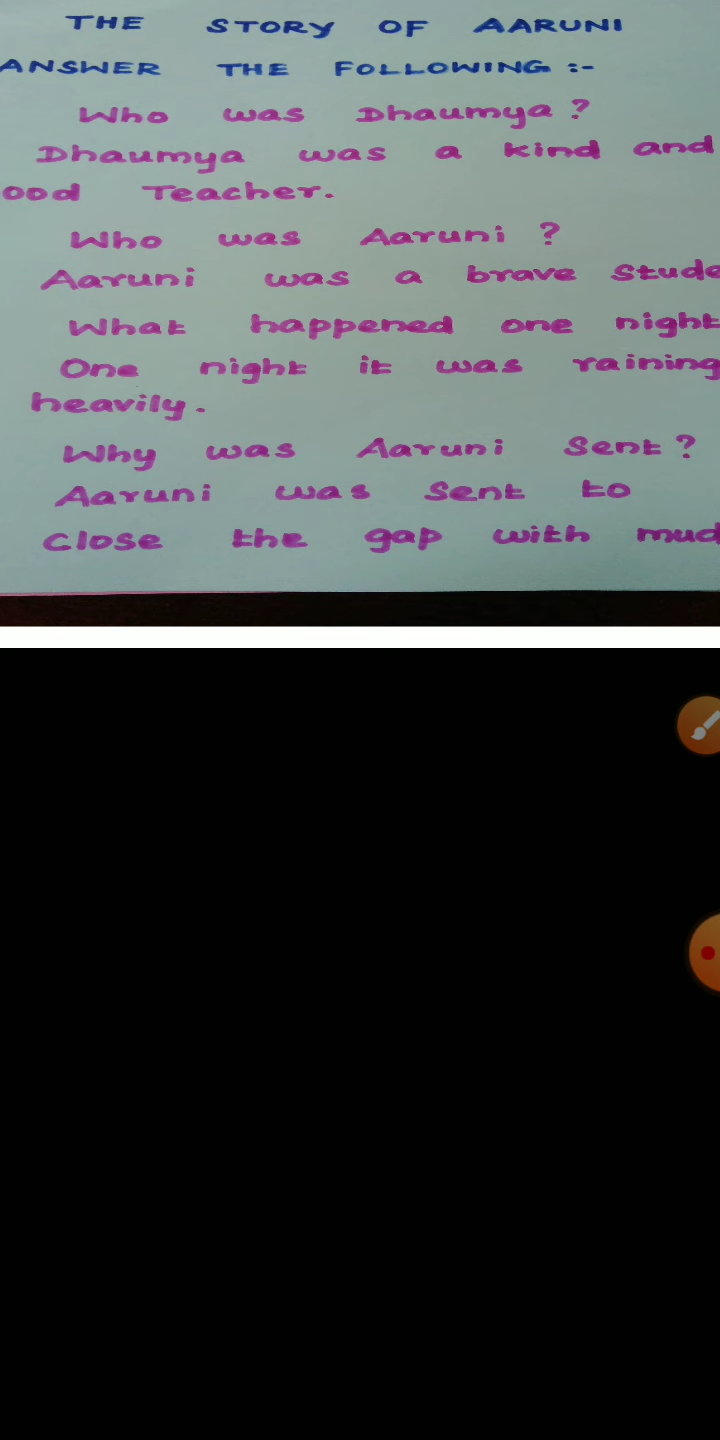 THE STORY OF AARUNI
ANSWER THE FOLLOWING :-
Who was Dhaumya ?
Dhaumya was a kind and
ood Teacher.
Who was Aaruni ?
Aaruni was a brave Stude
What happened one night
One night it was raining
heavily.
Why was Aaruni Sent ?
Aaruni was Sent to
Close the gap with mud